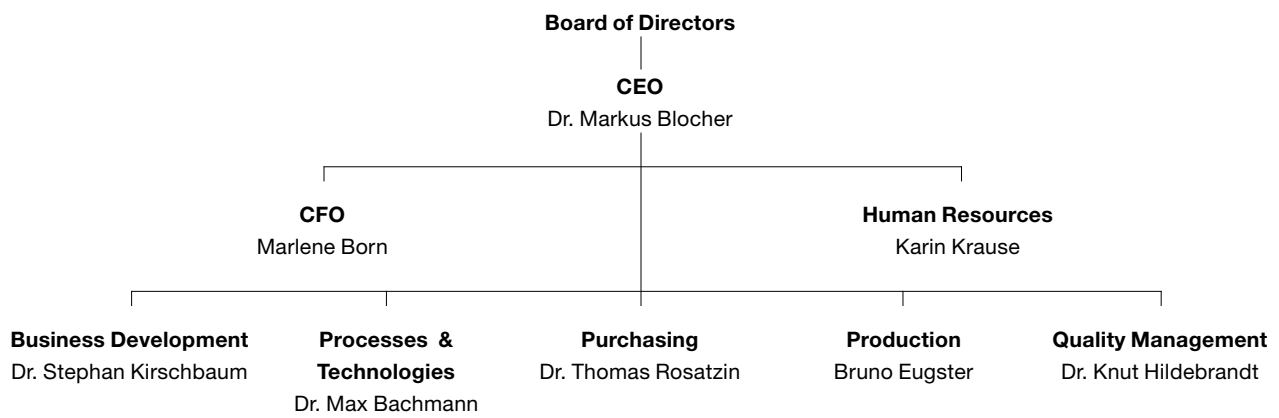 Board of Directors
CEO
Dr. Markus Blocher
CFO
Marlene Born
Human Resources
Karin Krause
Business Development
Dr. Stephan Kirschbaum
Processes &
Technologies
Dr. Max Bachmann
Purchasing
Dr. Thomas Rosatzin
Production
Bruno Eugster
Quality Management
Dr. Knut Hildebrandt